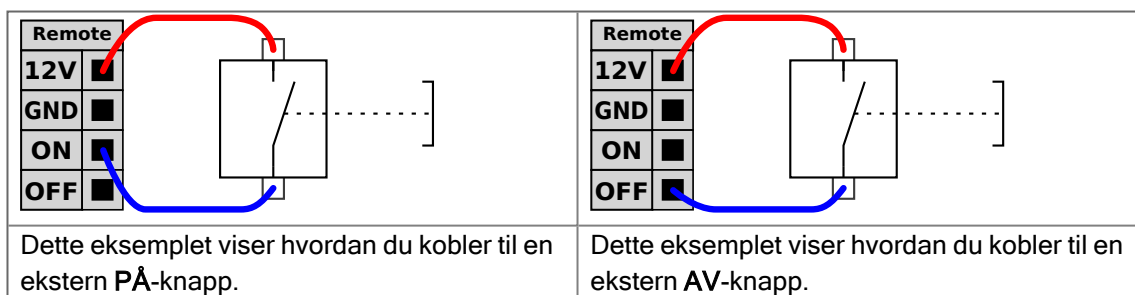 Remote
12V
GND
ON
OFF
Dette eksemplet viser hvordan du kobler til en
ekstern PÅ-knapp.
Remote
12V
GND
ON
OFF
Dette eksemplet viser hvordan du kobler til en
ekstern AV-knapp.